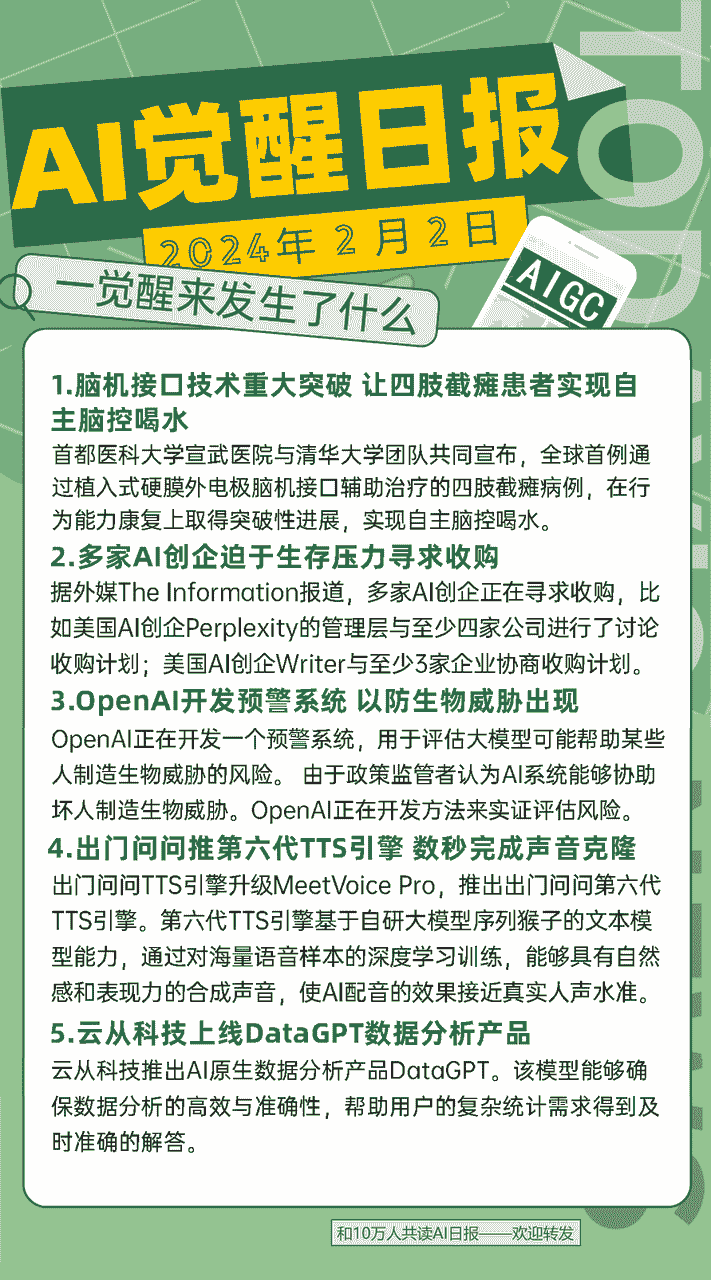 AI觉醒日报
2024年2月2日
一觉醒来发生了什么
AIGC
1.脑机接口技术重大突破 让四肢截瘫患者实现自
主脑控喝水
首都医科大学宣武医院与清华大学团队共同宣布，全球首例通
过植入式硬膜外电极脑机接口辅助治疗的四肢截瘫病例，在行
为能力康复上取得突破性进展，实现自主脑控喝水。
2.多家AI创企迫于生存压力寻求收购
据外媒The Information报道，多家AI创企正在寻求收购，比
如美国AI创企Perplexity的管理层与至少四家公司进行了讨论
收购计划；美国AI创企Writer与至少3家企业协商收购计划。
3.OpenAI开发预警系统 以防生物威胁出现
OpenAI正在开发一个预警系统，用于评估大模型可能帮助某些
人制造生物威胁的风险。 由于政策监管者认为AI系统能够协助
坏人制造生物威胁。OpenAI正在开发方法来实证评估风险。
4.出门问问推第六代TTS引擎 数秒完成声音克隆
出门问问TTS引擎升级MeetVoice Pro，推出出门问问第六代
TTS引擎。第六代TTS引擎基于自研大模型序列猴子的文本模
型能力，通过对海量语音样本的深度学习训练，能够具有自然
感和表现力的合成声音，使AI配音的效果接近真实人声水准。
5.云从科技上线DataGPT数据分析产品
云从科技推出AI原生数据分析产品DataGPT。该模型能够确
保数据分析的高效与准确性，帮助用户的复杂统计需求得到及
时准确的解答。
和10万人共读AI日报——欢迎转发